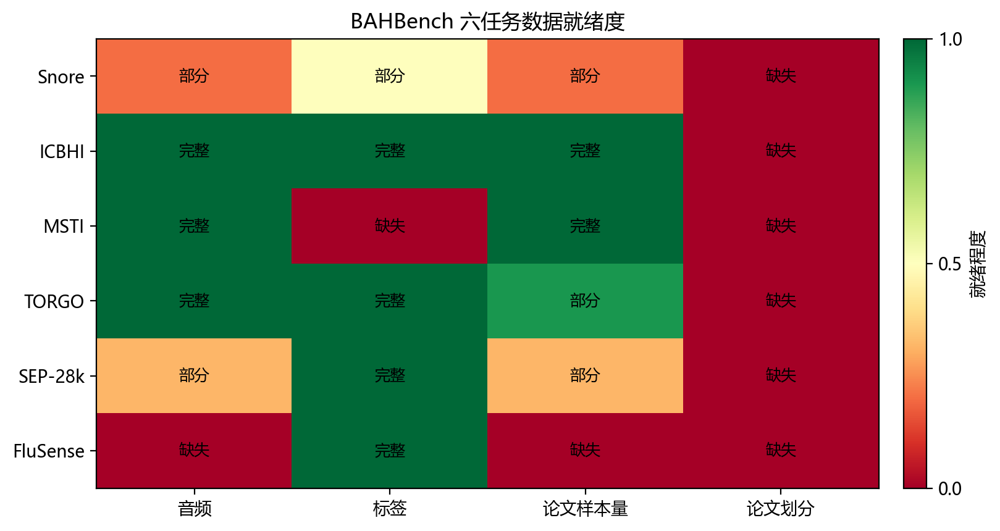 BAHBench 六任务数据就绪度
Snore 部分 部分 部分 缺失
ICBHI 完整 完整 完整 缺失
MSTI 完整 缺失 完整 缺失
TORGO 完整 完整 部分 缺失
SEP-28k 部分 完整 部分 缺失
FluSense 缺失 完整 缺失 缺失
音频 标签 论文样本量 论文划分
1.0
0.5
0.0
就绪程度